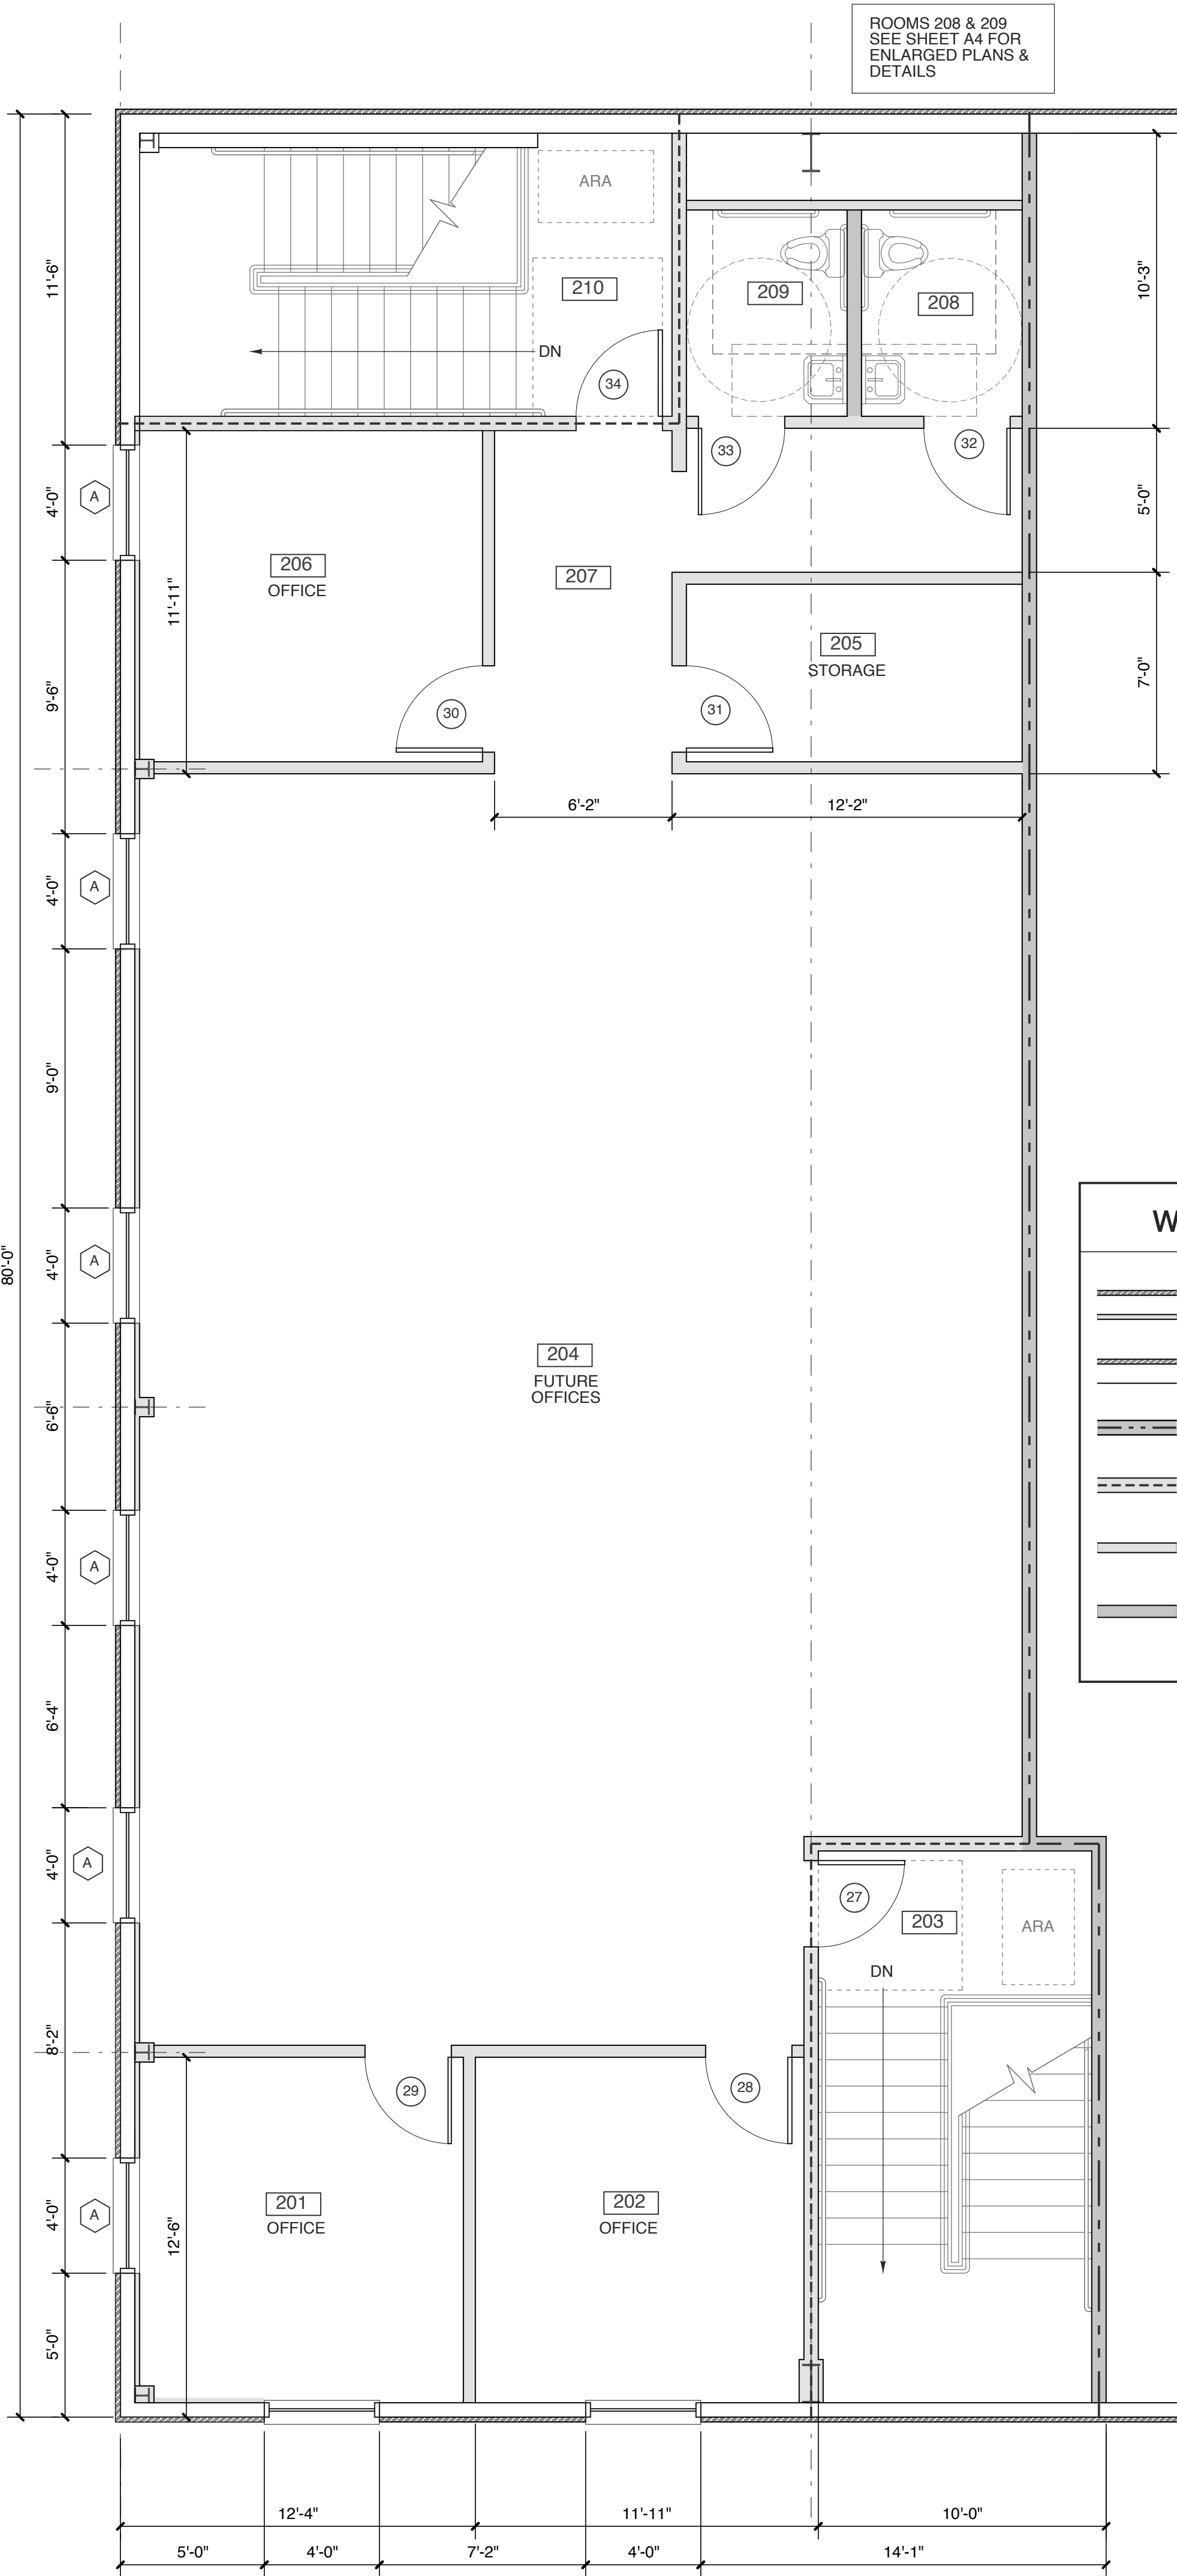 ROOMS 208 & 209
SEE SHEET A4 FOR
ENLARGED PLANS &
DETAILS
ARA
11'-6"
10'-3"
210
209
208
DN
34
33
32
4'-0"
A
5'-0"
206
OFFICE
207
11'-11"
205
STORAGE
7'-0"
9'-6"
30
31
6'-2"
12'-2"
4'-0"
A
9'-0"
W
80'-0"
4'-0"
A
204
FUTURE
OFFICES
6'-6"
4'-0"
A
6'-4"
4'-0"
A
27
203
ARA
DN
8'-2"
29
28
201
OFFICE
202
OFFICE
4'-0"
A
12'-6"
5'-0"
12'-4"
11'-11"
10'-0"
5'-0"
4'-0"
7'-2"
4'-0"
14'-1"